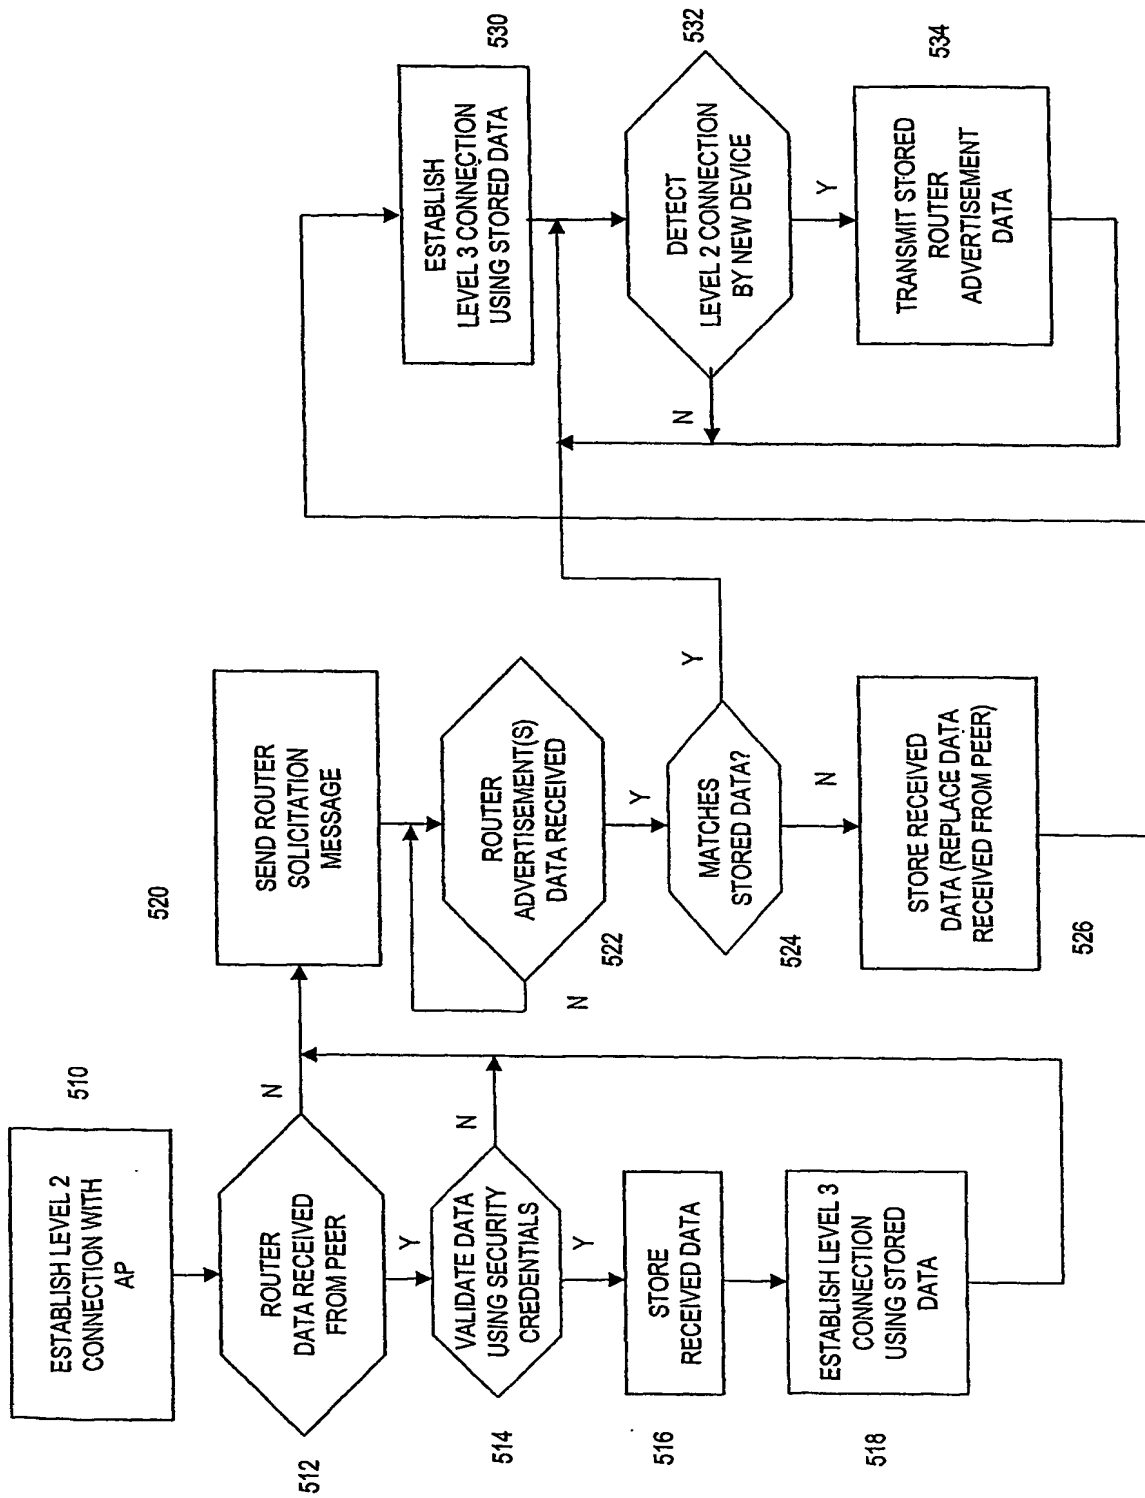 510
ESTABLISH LEVEL 2
CONNECTION WITH
AP
512
ROUTER
DATA RECEIVED
FROM PEER
N
Y
514
VALIDATE DATA
USING SECURITY
CREDENTIALS
N
Y
516
STORE
RECEIVED DATA
518
ESTABLISH LEVEL 3
CONNECTION
USING STORED
DATA
520
SEND ROUTER
SOLICITATION
MESSAGE
522
ROUTER
ADVERTISEMENT(S)
DATA RECEIVED
N
Y
524
MATCHES
STORED DATA?
Y
N
526
STORE RECEIVED
DATA (REPLACE DATA
RECEIVED FROM PEER)
530
ESTABLISH
LEVEL 3 CONNECTION
USING STORED DATA
532
DETECT
LEVEL 2 CONNECTION
BY NEW DEVICE
N
Y
534
TRANSMIT STORED
ROUTER
ADVERTISEMENT
DATA